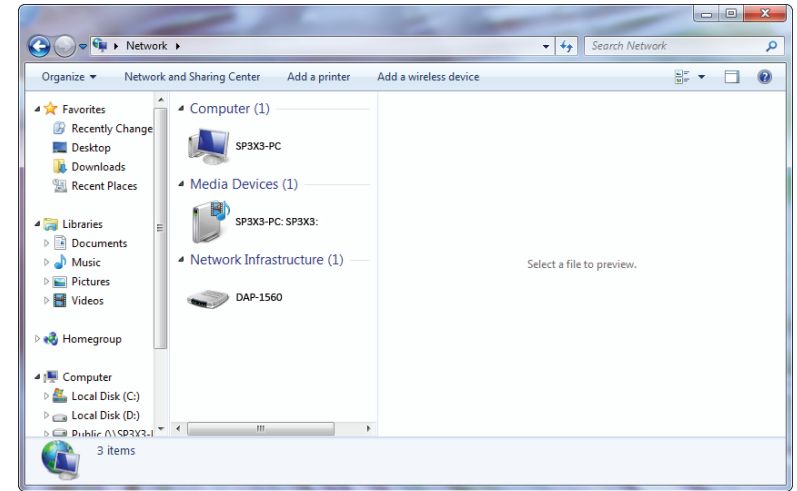 Network
Search Network
Organize Network and Sharing Center Add a printer Add a wireless device
Favorites
Recently Change
Desktop
Downloads
Recent Places
Libraries
Documents
Music
Pictures
Videos
Homegroup
Computer
Local Disk (C:)
Local Disk (D:)
Public (\\SP3X3-
Computer (1)
SP3X3-PC
Media Devices (1)
SP3X3-PC: SP3X3:
Network Infrastructure (1)
DAP-1560
Select a file to preview.
3 items